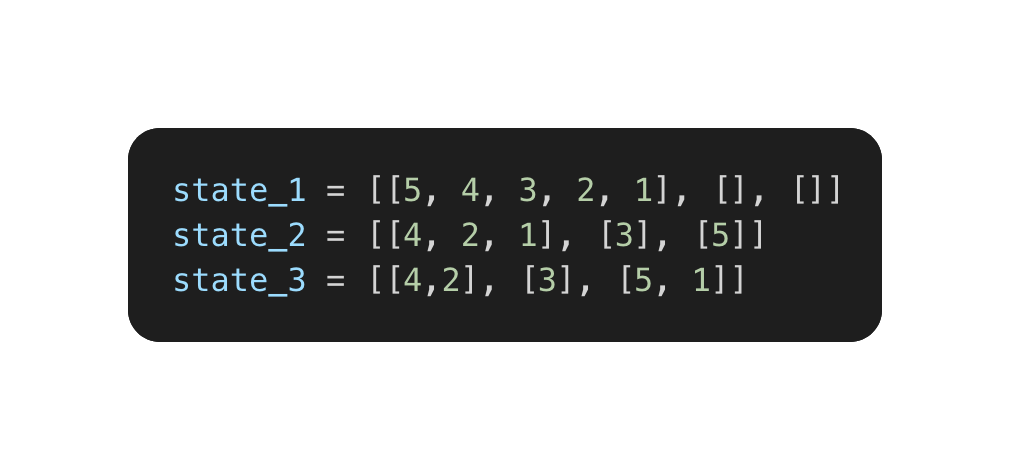 state_1 = [[5, 4, 3, 2, 1], [], []]
state_2 = [[4, 2, 1], [3], [5]]
state_3 = [[4,2], [3], [5, 1]]